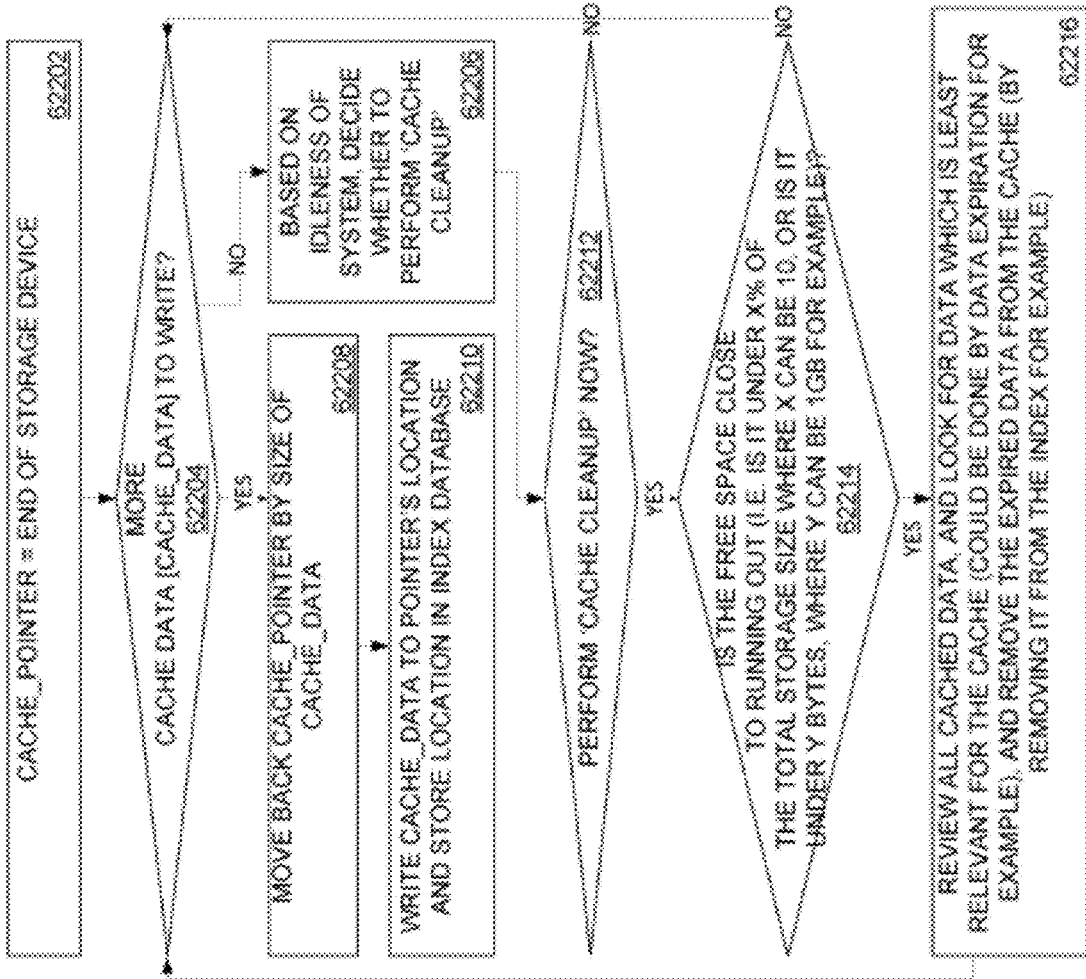 CACHE_POINTER = END OF STORAGE DEVICE
62202
MORE
CACHE DATA [CACHE_DATA] TO WRITE?
62204
NO
YES
BASED ON
IDLENESS OF
SYSTEM, DECIDE
WHETHER TO
PERFORM 'CACHE
CLEANUP'
62206
MOVE BACK CACHE_POINTER BY SIZE OF
CACHE_DATA
62208
WRITE CACHE_DATA TO POINTER'S LOCATION
AND STORE LOCATION IN INDEX DATABASE
62210
PERFORM 'CACHE CLEANUP' NOW? 62212
NO
YES
IS THE FREE SPACE CLOSE
TO RUNNING OUT (I.E. IS IT UNDER X% OF
THE TOTAL STORAGE SIZE WHERE X CAN BE 10, OR IS IT
UNDER Y BYTES, WHERE Y CAN BE 1GB FOR EXAMPLE)?
62214
NO
YES
REVIEW ALL CACHED DATA, AND LOOK FOR DATA WHICH IS LEAST
RELEVANT FOR THE CACHE (COULD BE DONE BY DATA EXPIRATION FOR
EXAMPLE), AND REMOVE THE EXPIRED DATA FROM THE CACHE (BY
REMOVING IT FROM THE INDEX FOR EXAMPLE)
62216